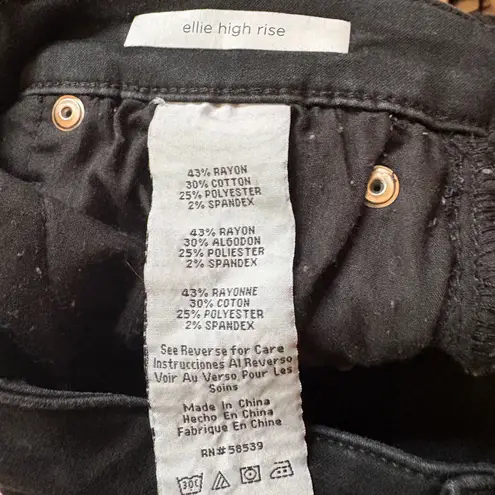 ellie high rise
43% RAYON
30% COTTON
25% POLYESTER
2% SPANDEX
43% RAYON
30% ALGODON
25% POLIESTER
2% SPANDEX
43% RAYONNE
30% COTON
25% POLYESTER
2% SPANDEX
See Reverse for Care
Instrucciones Al Reverso
Voir Au Verso Pour Les
Soins
Made in China
Hecho En China
Fabrique En China
RN#58539
30C